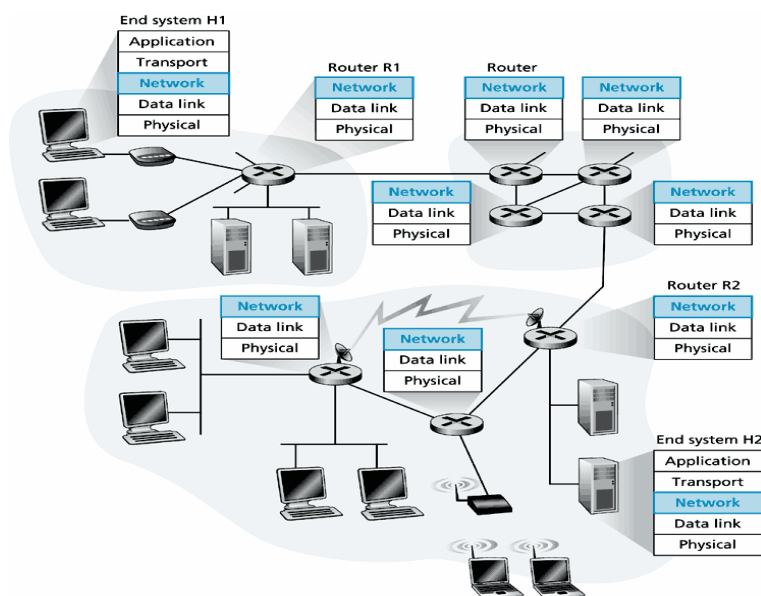 End system H1
Application
Transport
Network
Data link
Physical
Router R1
Network
Data link
Physical
Router
Network
Data link
Physical
Network
Data link
Physical
Network
Data link
Physical
Network
Data link
Physical
Network
Data link
Physical
Network
Data link
Physical
Router R2
Network
Data link
Physical
End system H2
Application
Transport
Network
Data link
Physical